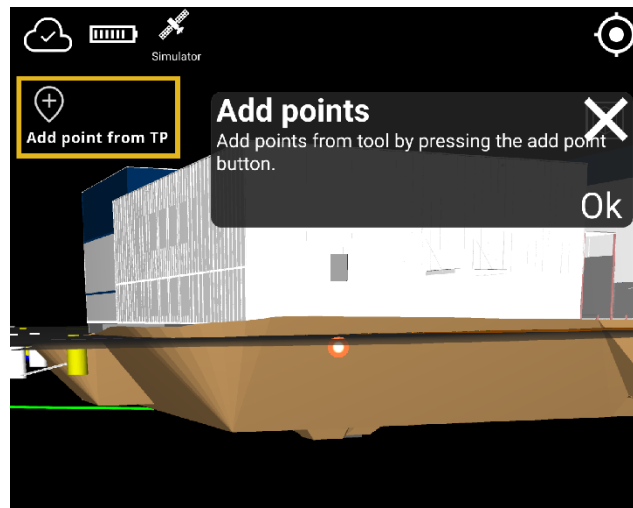 Simulator
Add point from TP
Add points
Add points from tool by pressing the add point
button.
Ok